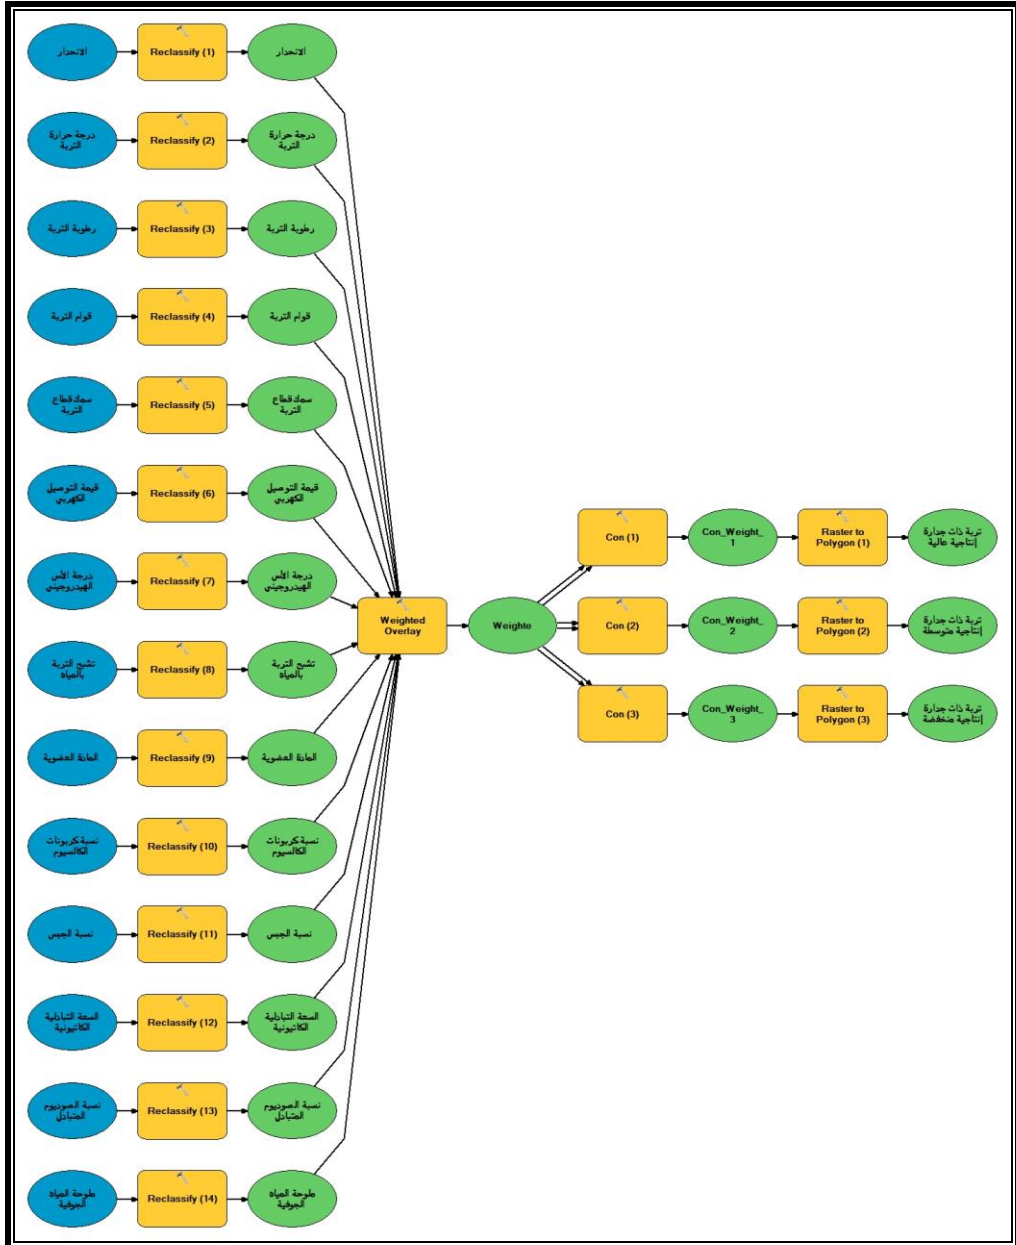 الانحدار
Reclassify (1)
الانحدار
درجة حرارة
التربة
Reclassify (2)
درجة حرارة
التربة
رطوبة التربة
Reclassify (3)
رطوبة التربة
قوام التربة
Reclassify (4)
قوام التربة
سمك قطاع
التربة
Reclassify (5)
سمك قطاع
التربة
قيمة التوصيل
الكهربي
Reclassify (6)
قيمة التوصيل
الكهربي
درجة الأس
الهيدروجيني
Reclassify (7)
درجة الأس
الهيدروجيني
تشبع التربة
بالمياه
Reclassify (8)
تشبع التربة
بالمياه
المادة العضوية
Reclassify (9)
المادة العضوية
نسبة كربونات
الكالسيوم
Reclassify (10)
نسبة كربونات
الكالسيوم
نسبة الجبس
Reclassify (11)
نسبة الجبس
السعة التبادلية
الكاتيونية
Reclassify (12)
السعة التبادلية
الكاتيونية
نسبة الصوديوم
المتبادل
Reclassify (13)
نسبة الصوديوم
المتبادل
ملوحة المياه
الجوفية
Reclassify (14)
ملوحة المياه
الجوفية
Weighted
Overlay
Weighte
Con (1)
Con_Weight_
1
Raster to
Polygon (1)
تربة ذات جدارة
إنتاجية عالية
Con (2)
Con_Weight_
2
Raster to
Polygon (2)
تربة ذات جدارة
إنتاجية متوسطة
Con (3)
Con_Weight_
3
Raster to
Polygon (3)
تربة ذات جدارة
إنتاجية منخفضة